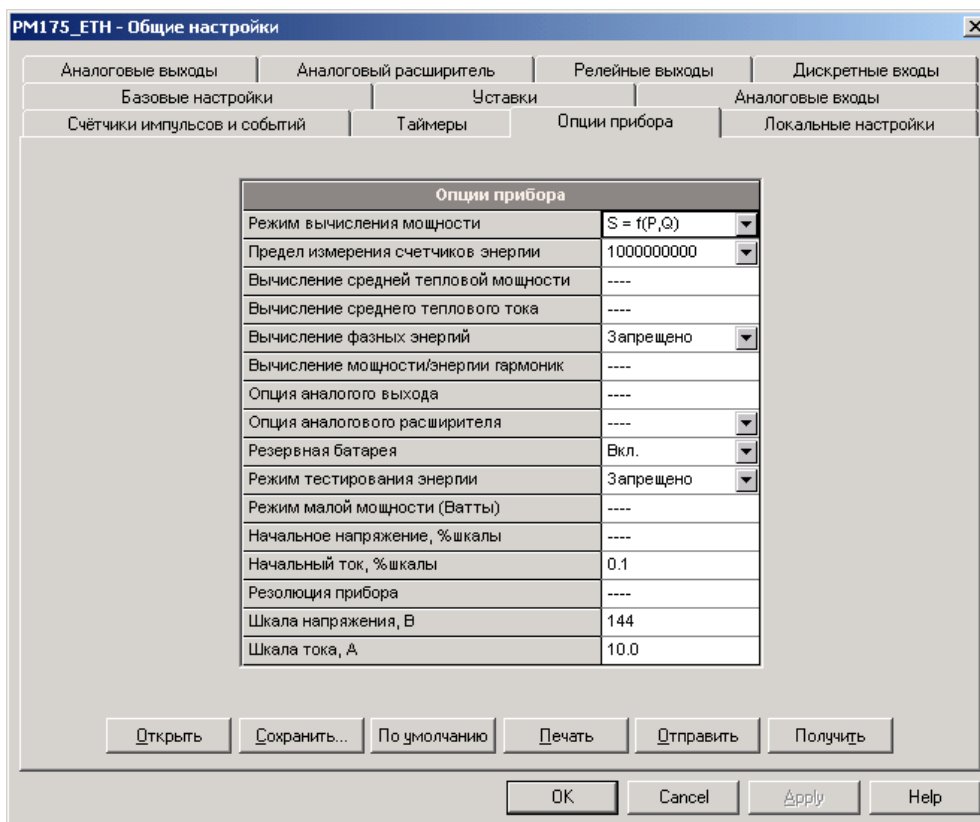 PM175_ETH - Общие настройки
Аналоговые выходы Аналоговый расширитель Релейные выходы Дискретные входы
Базовые настройки Уставки Аналоговые входы
Счётчики импульсов и событий Таймеры Опции прибора Локальные настройки
Опции прибора
Режим вычисления мощности S = f(P,Q)
Предел измерения счетчиков энергии 1000000000
Вычисление средней тепловой мощности ----
Вычисление среднего теплового тока ----
Вычисление фазных энергий Запрещено
Вычисление мощности/энергии гармоник ----
Опция аналогого выхода ----
Опция аналогового расширителя ----
Резервная батарея Вкл.
Режим тестирования энергии Запрещено
Режим малой мощности (Ватты) ----
Начальное напряжение, %шкалы ----
Начальный ток, %шкалы 0.1
Резолюция прибора ----
Шкала напряжения, В 144
Шкала тока, А 10.0
Открыть Сохранить... По умолчанию Печать Отправить Получить
OK Cancel Apply Help